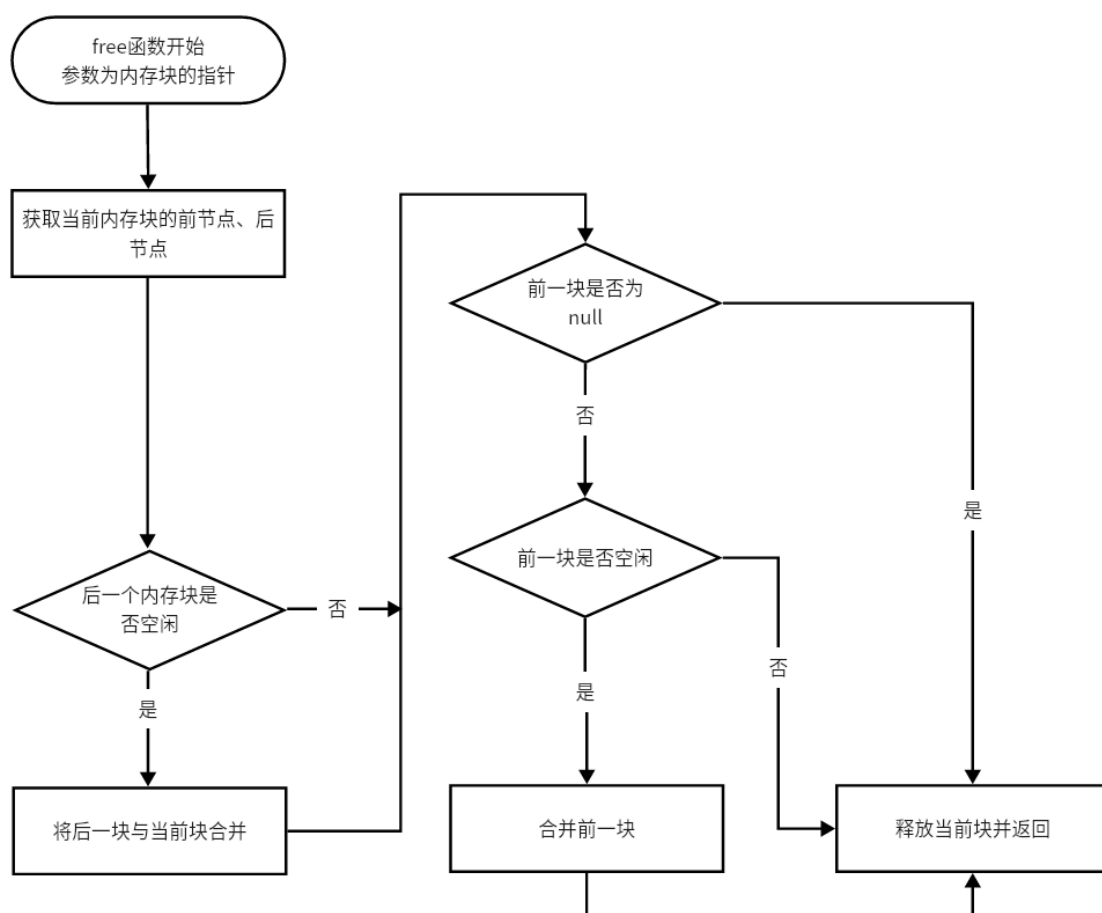 free函数开始
参数为内存块的指针
获取当前内存块的前节点、后
节点
后一个内存块是
否空闲
否
是
将后一块与当前块合并
前一块是否为
null
否
是
前一块是否空闲
否
是
合并前一块
释放当前块并返回